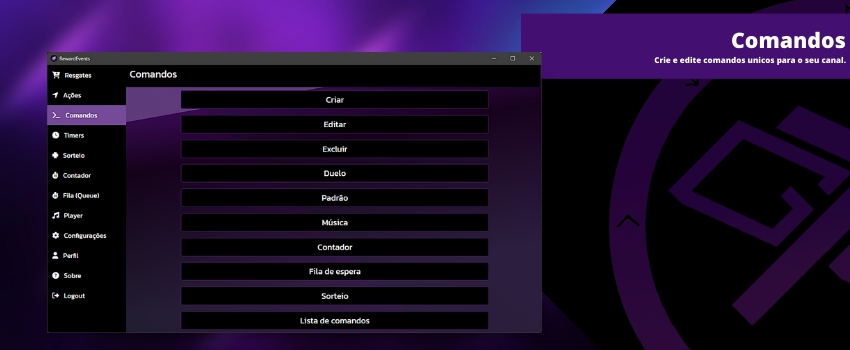 Comandos
Crie e edite comandos unicos para o seu canal.
RewardEvents
Resgates
Ações
Comandos
Timers
Sorteio
Contador
Fila (Queue)
Player
Configurações
Perfil
Sobre
Logout
Comandos
Criar
Editar
Excluir
Duelo
Padrão
Música
Contador
Fila de espera
Sorteio
Lista de comandos